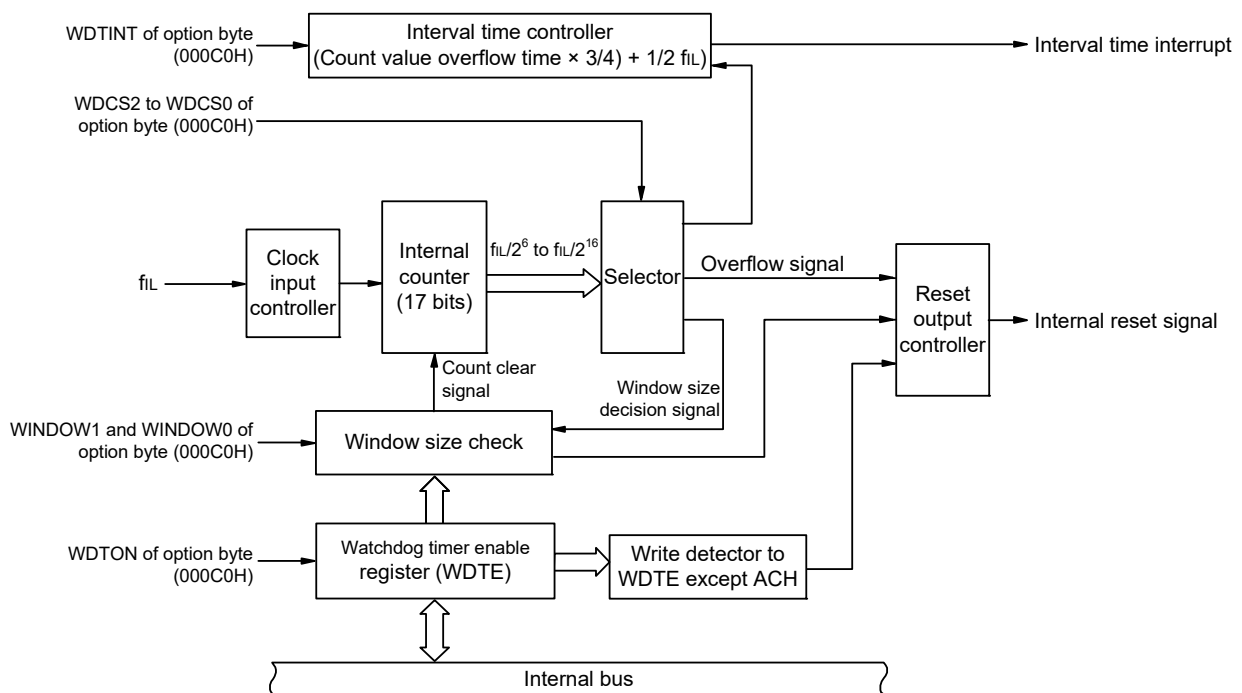 WDTINT of option byte
(000C0H)
Interval time controller
(Count value overflow time × 3/4) + 1/2 fIL)
Interval time interrupt
WDCS2 to WDCS0 of
option byte (000C0H)
fIL
Clock
input
controller
Internal
counter
(17 bits)
fIL/2⁶ to fIL/2¹⁶
Selector
Overflow signal
Reset
output
controller
Internal reset signal
Count clear
signal
Window size
decision signal
WINDOW1 and WINDOW0 of
option byte (000C0H)
Window size check
WDTON of option byte
(000C0H)
Watchdog timer enable
register (WDTE)
Write detector to
WDTE except ACH
Internal bus